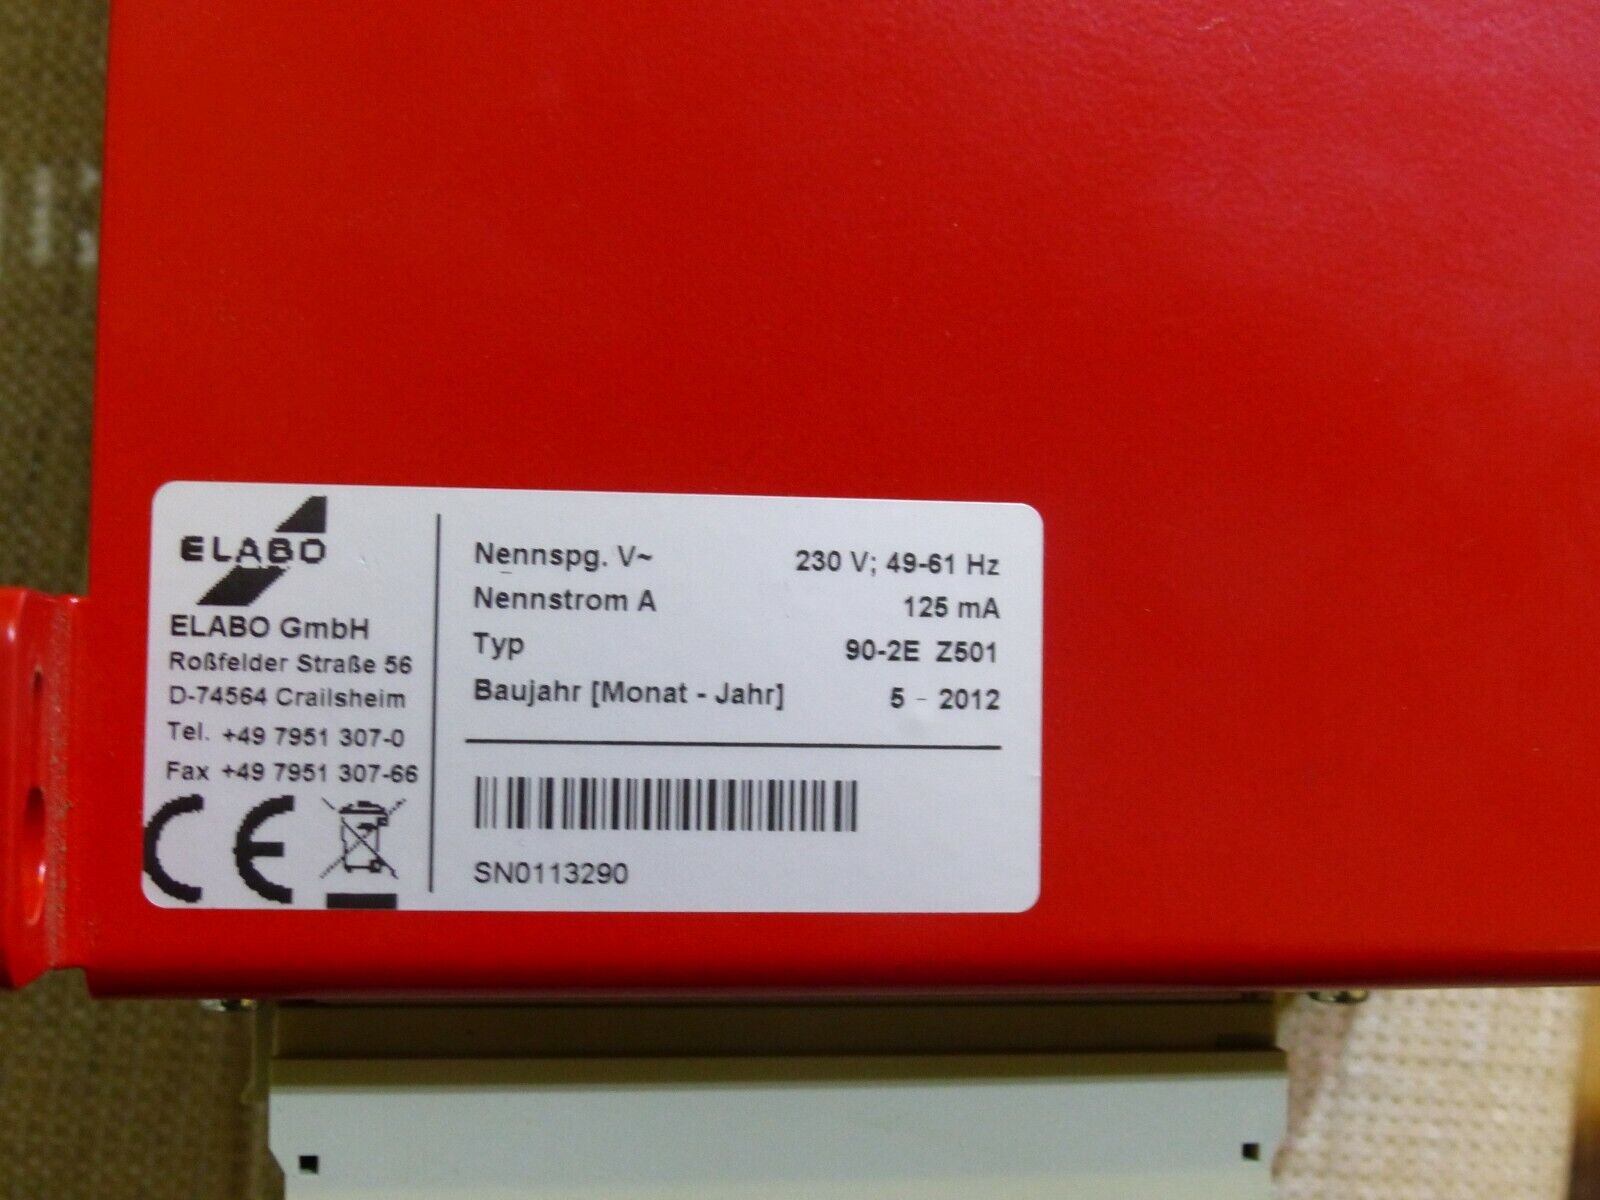 ELABO
ELABO GmbH
Roßfelder Straße 56
D-74564 Crailsheim
Tel. +49 7951 307-0
Fax +49 7951 307-66
CE
Nennspg. V~ 230 V; 49-61 Hz
Nennstrom A 125 mA
Typ 90-2E Z501
Baujahr [Monat - Jahr] 5 - 2012
SN0113290